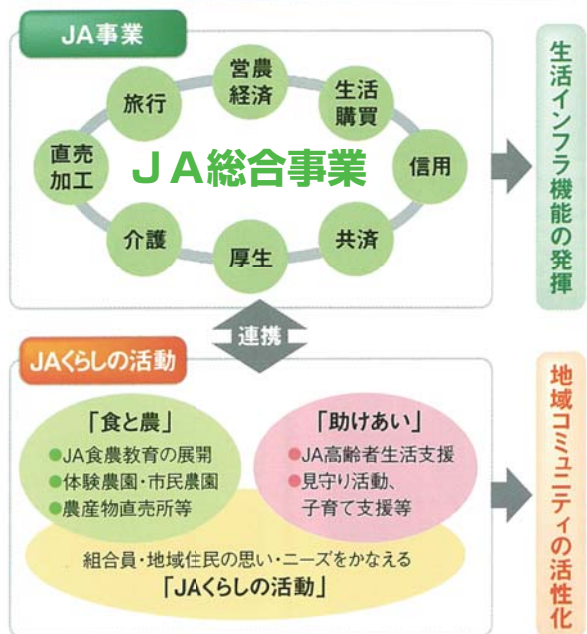 JA事業
営農
経済
生活
購買
信用
共済
厚生
介護
直売
加工
旅行
JA総合事業
生活インフラ機能の発揮
連携
JAくらしの活動
「食と農」
●JA食農教育の展開
●体験農園・市民農園
●農産物直売所等
「助けあい」
●JA高齢者生活支援
●見守り活動、
子育て支援等
組合員・地域住民の思い・ニーズをかなえる
「JAくらしの活動」
地域コミュニティの活性化